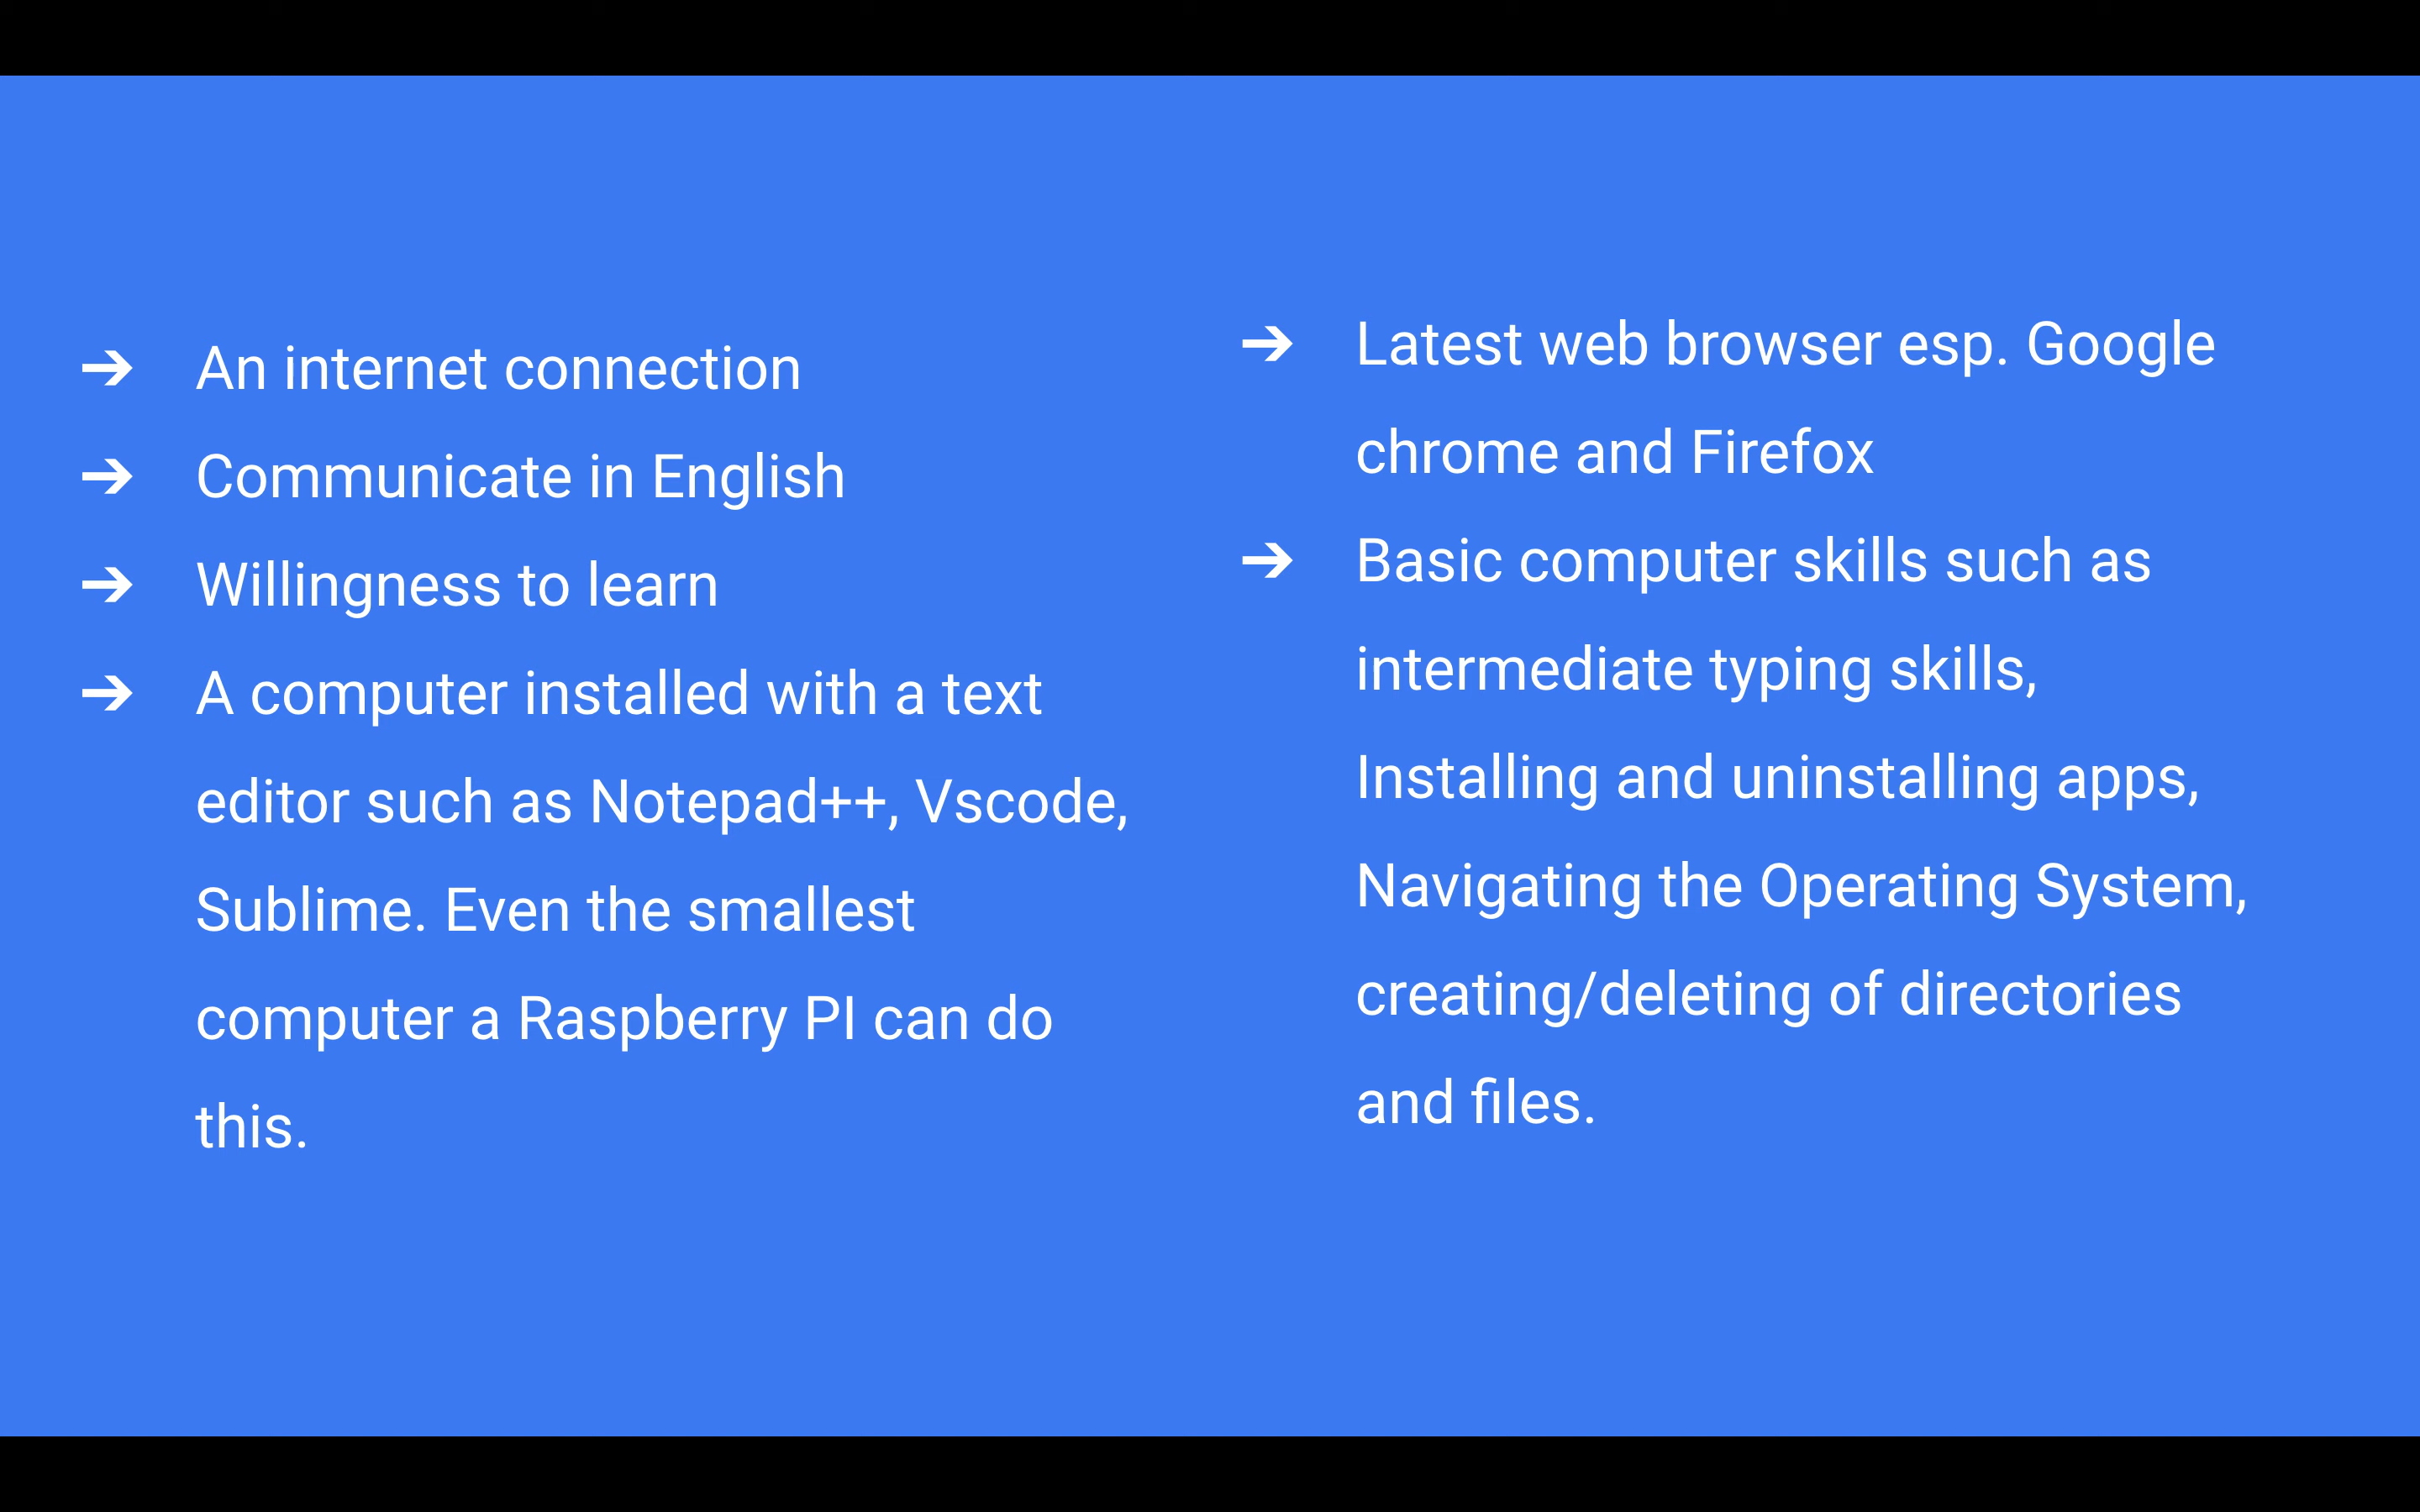 ➔ An internet connection
➔ Communicate in English
➔ Willingness to learn
➔ A computer installed with a text
editor such as Notepad++, Vscode,
Sublime. Even the smallest
computer a Raspberry PI can do
this.
➔ Latest web browser esp. Google
chrome and Firefox
➔ Basic computer skills such as
intermediate typing skills,
Installing and uninstalling apps,
Navigating the Operating System,
creating/deleting of directories
and files.